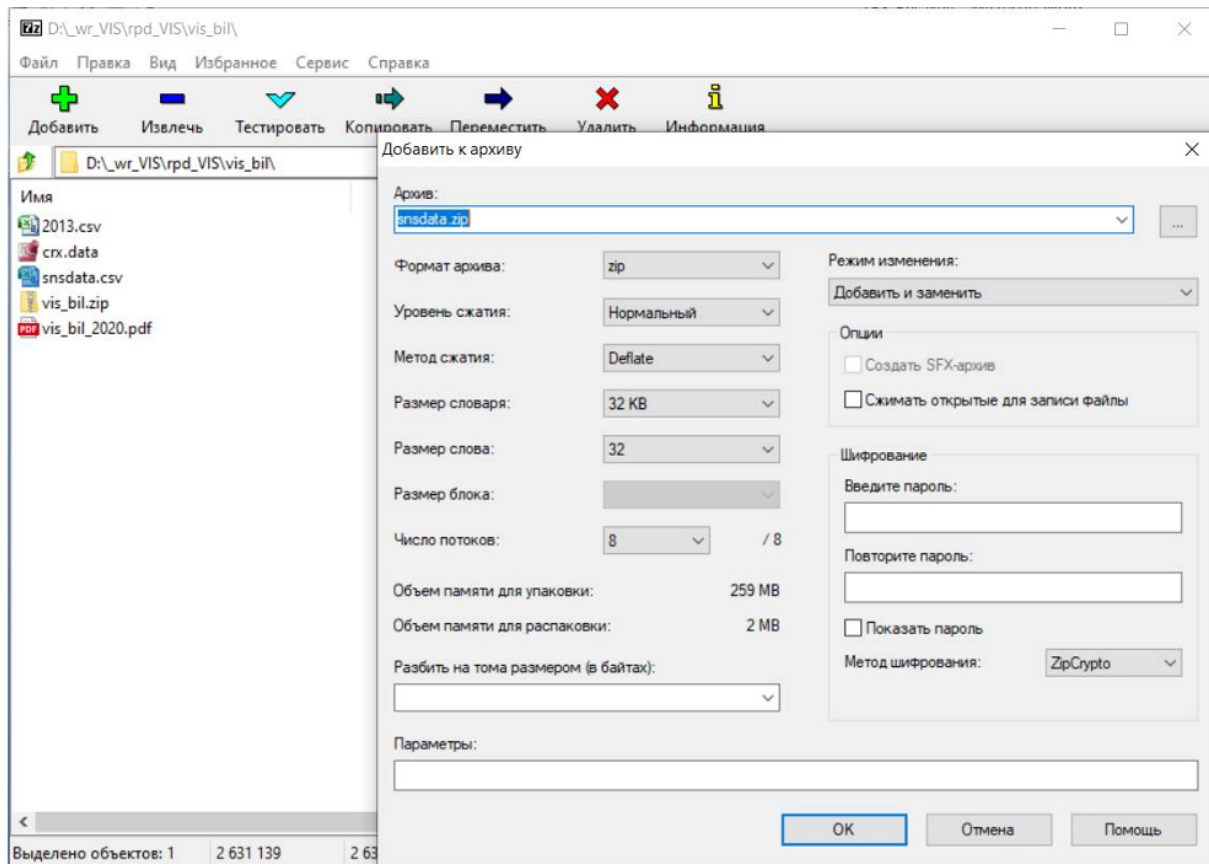 D:\_wr_VIS\rpd_VIS\vis_bil\
Файл Правка Вид Избранное Сервис Справка
Добавить Извлечь Тестировать Копировать Переместить Удалить Информация
D:\_wr_VIS\rpd_VIS\vis_bil\
Имя
2013.csv
crx.data
snsdata.csv
vis_bil.zip
PDF vis_bil_2020.pdf
Выделено объектов: 1 2 631 139 2 63
Добавить к архиву
Архив:
snsdata.zip
...
Формат архива: zip
Уровень сжатия: Нормальный
Метод сжатия: Deflate
Размер словаря: 32 KB
Размер слова: 32
Размер блока:
Число потоков: 8 / 8
Объем памяти для упаковки: 259 MB
Объем памяти для распаковки: 2 MB
Разбить на тома размером (в байтах):
Режим изменения:
Добавить и заменить
Опции
Создать SFX-архив
Сжимать открытые для записи файлы
Шифрование
Введите пароль:
Повторите пароль:
Показать пароль
Метод шифрования: ZipCrypto
Параметры:
OK Отмена Помощь